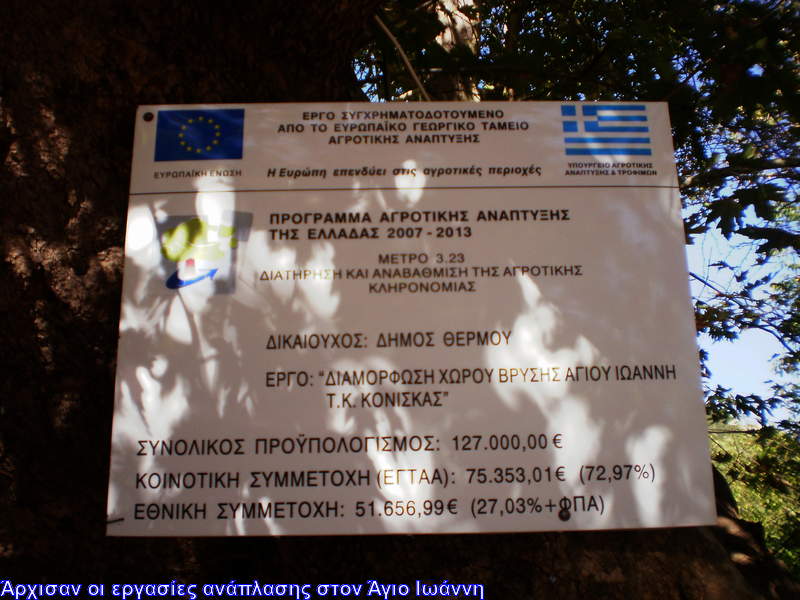 ΕΡΓΟ ΣΥΓΧΡΗΜΑΤΟΔΟΤΟΥΜΕΝΟ
ΑΠΟ ΤΟ ΕΥΡΩΠΑΪΚΟ ΓΕΩΡΓΙΚΟ ΤΑΜΕΙΟ
ΑΓΡΟΤΙΚΗΣ ΑΝΑΠΤΥΞΗΣ
ΕΥΡΩΠΑΪΚΗ ΕΝΩΣΗ
Η Ευρώπη επενδύει στις αγροτικές περιοχές
ΥΠΟΥΡΓΕΙΟ ΑΓΡΟΤΙΚΗΣ
ΑΝΑΠΤΥΞΗΣ & ΤΡΟΦΙΜΩΝ
ΠΡΟΓΡΑΜΜΑ ΑΓΡΟΤΙΚΗΣ ΑΝΑΠΤΥΞΗΣ
ΤΗΣ ΕΛΛΑΔΑΣ 2007 - 2013
ΜΕΤΡΟ 3.23
ΔΙΑΤΗΡΗΣΗ ΚΑΙ ΑΝΑΒΑΘΜΙΣΗ ΤΗΣ ΑΓΡΟΤΙΚΗΣ
ΚΛΗΡΟΝΟΜΙΑΣ
ΔΙΚΑΙΟΥΧΟΣ: ΔΗΜΟΣ ΘΕΡΜΟΥ
ΕΡΓΟ: "ΔΙΑΜΟΡΦΩΣΗ ΧΩΡΟΥ ΒΡΥΣΗΣ ΑΓΙΟΥ ΙΩΑΝΝΗ
Τ.Κ. ΚΟΝΙΣΚΑΣ"
ΣΥΝΟΛΙΚΟΣ ΠΡΟΫΠΟΛΟΓΙΣΜΟΣ: 127.000,00 €
ΚΟΙΝΟΤΙΚΗ ΣΥΜΜΕΤΟΧΗ (ΕΓΤΑΑ): 75.353,01€ (72,97%)
ΕΘΝΙΚΗ ΣΥΜΜΕΤΟΧΗ: 51.656,99€ (27,03%+ΦΠΑ)
Άρχισαν οι εργασίες ανάπλασης στον Άγιο Ιωάννη